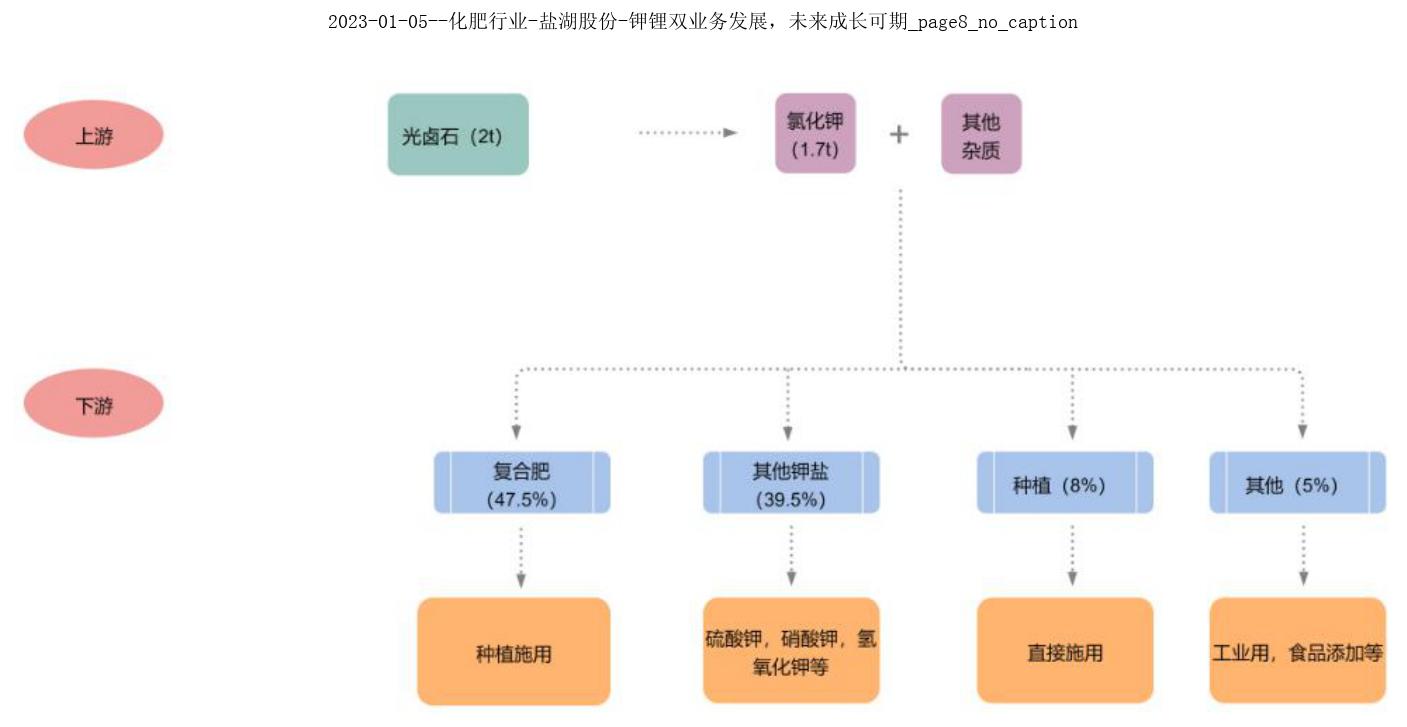 2023-01-05--化肥行业-盐湖股份-钾锂双业务发展，未来成长可期_page8_no_caption
上游
光卤石（2t）
氯化钾
（1.7t）
+
其他
杂质
下游
复合肥
（47.5%）
其他钾盐
（39.5%）
种植（8%）
其他（5%）
种植施用
硫酸钾，硝酸钾，氢
氧化钾等
直接施用
工业用，食品添加等